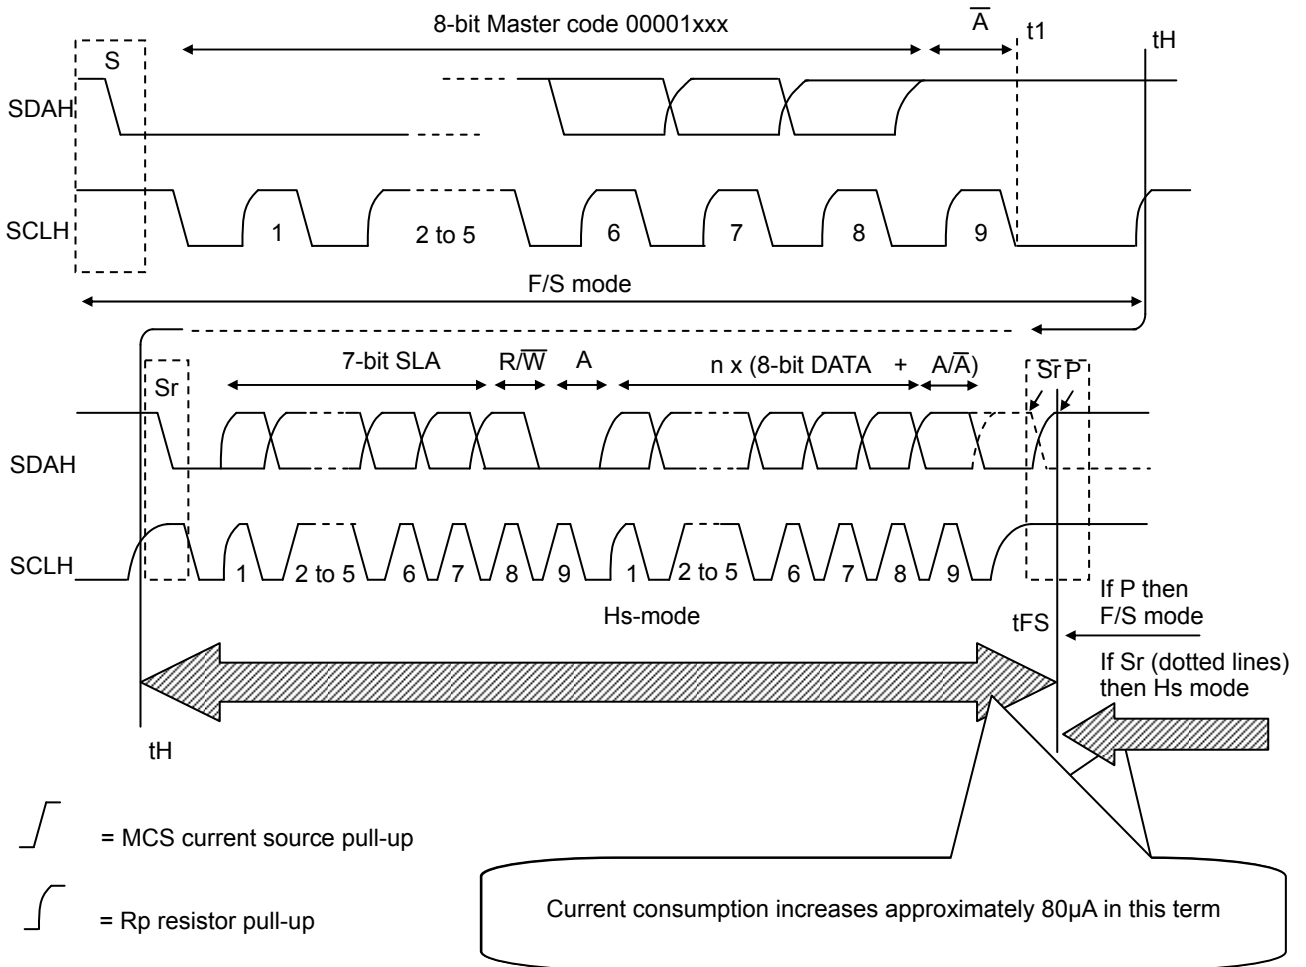 8-bit Master code 00001xxx
A̅
t1
tH
S
SDAH
SCLH
1
2 to 5
6
7
8
9
F/S mode
7-bit SLA
R/W̅
A
n x (8-bit DATA + A/A̅)
Sr
Sr P
SDAH
SCLH
1
2 to 5
6
7
8
9
1
2 to 5
6
7
8
9
Hs-mode
tFS
If P then
F/S mode
If Sr (dotted lines)
then Hs mode
tH
= MCS current source pull-up
= Rp resistor pull-up
Current consumption increases approximately 80µA in this term